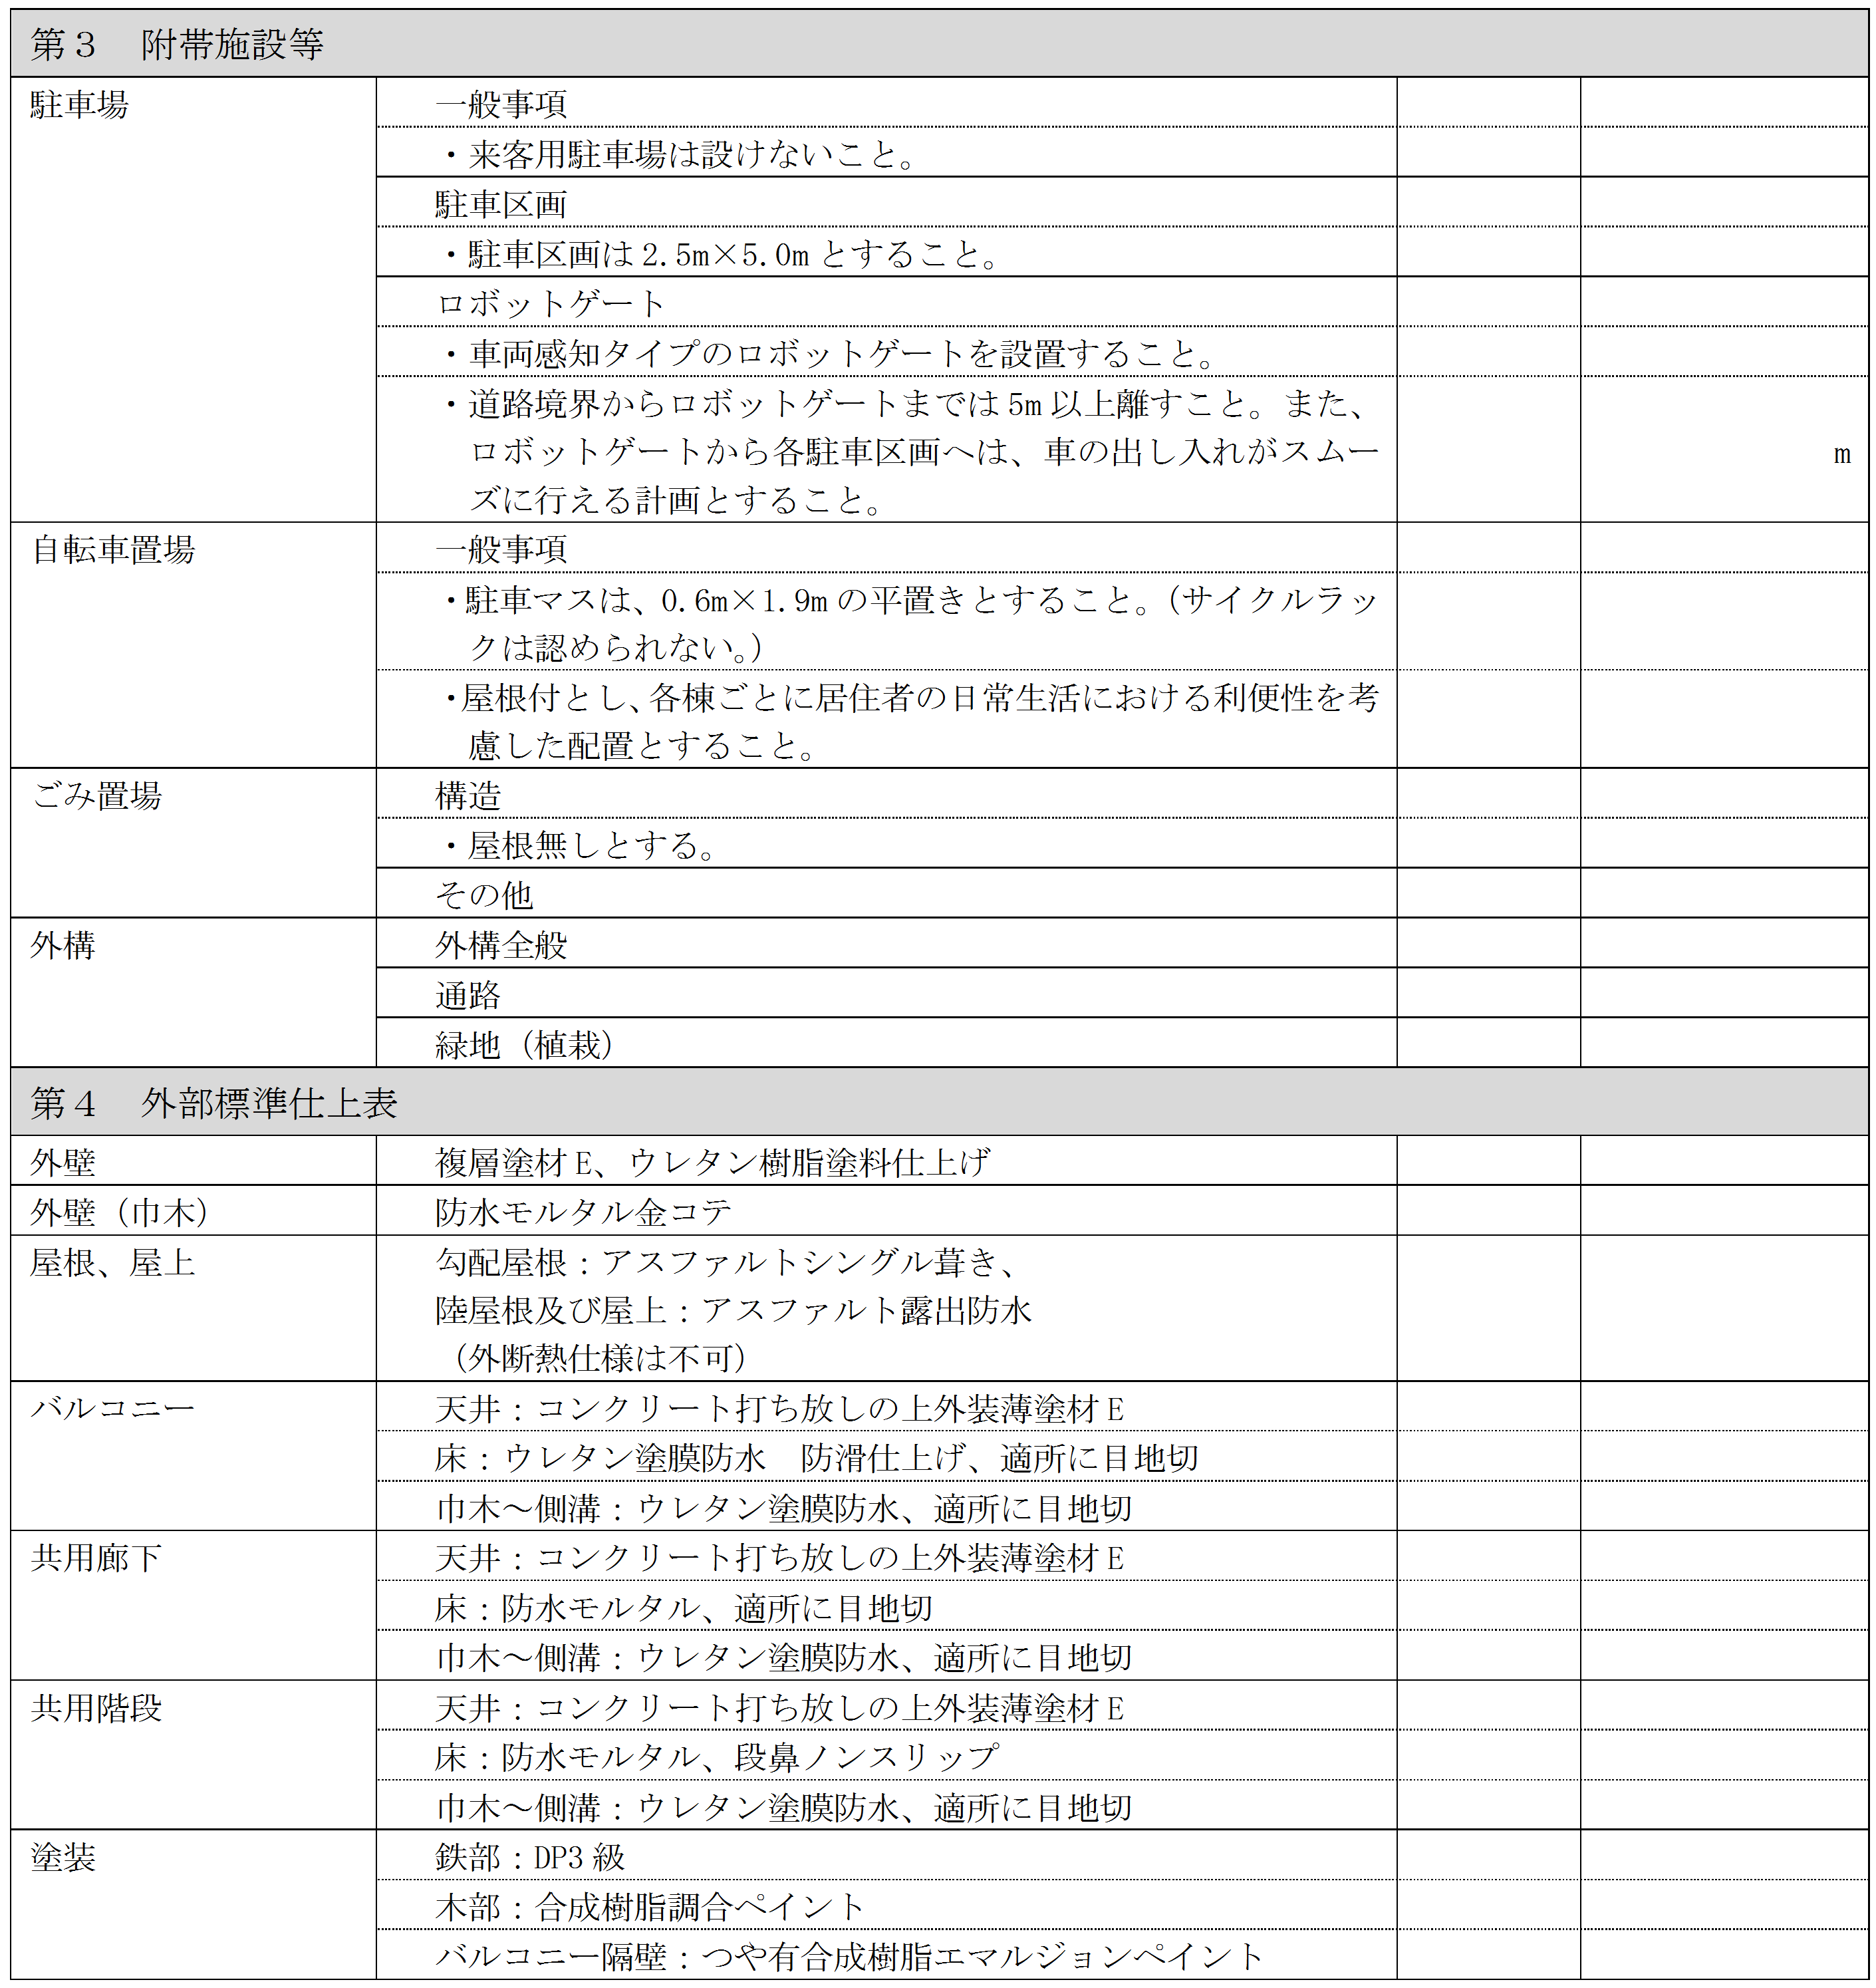 第３　附帯施設等
駐車場
一般事項
・来客用駐車場は設けないこと。
駐車区画
・駐車区画は2.5m×5.0mとすること。
ロボットゲート
・車両感知タイプのロボットゲートを設置すること。
・道路境界からロボットゲートまでは5m以上離すこと。また、
ロボットゲートから各駐車区画へは、車の出し入れがスムー
ズに行える計画とすること。
m
自転車置場
一般事項
・駐車マスは、0.6m×1.9mの平置きとすること。（サイクルラッ
クは認められない。）
・屋根付とし、各棟ごとに居住者の日常生活における利便性を考
慮した配置とすること。
ごみ置場
構造
・屋根無しとする。
その他
外構
外構全般
通路
緑地（植栽）
第４　外部標準仕上表
外壁
複層塗材E、ウレタン樹脂塗料仕上げ
外壁（巾木）
防水モルタル金コテ
屋根、屋上
勾配屋根：アスファルトシングル葺き、
陸屋根及び屋上：アスファルト露出防水
（外断熱仕様は不可）
バルコニー
天井：コンクリート打ち放しの上外装薄塗材E
床：ウレタン塗膜防水　防滑仕上げ、適所に目地切
巾木～側溝：ウレタン塗膜防水、適所に目地切
共用廊下
天井：コンクリート打ち放しの上外装薄塗材E
床：防水モルタル、適所に目地切
巾木～側溝：ウレタン塗膜防水、適所に目地切
共用階段
天井：コンクリート打ち放しの上外装薄塗材E
床：防水モルタル、段鼻ノンスリップ
巾木～側溝：ウレタン塗膜防水、適所に目地切
塗装
鉄部：DP3級
木部：合成樹脂調合ペイント
バルコニー隔壁：つや有合成樹脂エマルジョンペイント